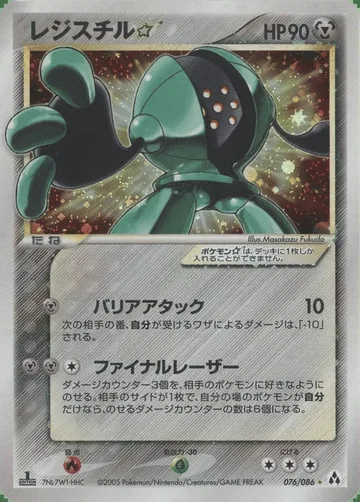 レジスチル☆ HP90
たね
Illus. Masakazu Fukuda
ポケモン☆は、デッキに1枚しか
入れることができません。
バリアアタック 10
次の相手の番、自分が受けるワザによるダメージは、「-10」
される。
ファイナルレーザー
ダメージカウンター3個を、相手のポケモンに好きなように
のせる。相手のサイドが1枚で、自分の場のポケモンが自分
だけなら、のせるダメージカウンターの数は6個になる。
弱点 抵抗力 -30 にげる
1 EDITION 7NL7W1-HHC ©2005 Pokémon/Nintendo/Creatures/GAME FREAK 076/086 ★